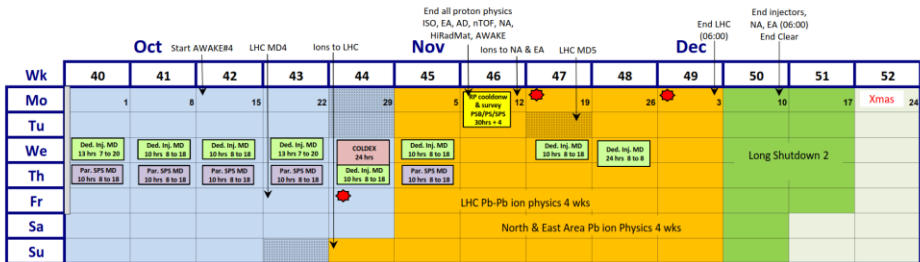 End all proton physics
ISO, EA, AD, nTOF, NA,
HiRadMat, AWAKE
End injectors,
NA, EA (06:00)
End Clear
End LHC
(06:00)
Oct
Start AWAKE#4
LHC MD4
Ions to LHC
Nov
Ions to NA & EA
LHC MD5
Dec
Wk 40 41 42 43 44 45 46 47 48 49 50 51 52
Mo 1 8 15 22 29 5 12 19 26 3 10 17 Xmas 24
RP cooldonw
& survey
PSB/PS/SPS
30hrs + 4
Tu
We
Ded. Inj. MD
13 hrs 7 to 20
Ded. Inj. MD
10 hrs 8 to 18
Ded. Inj. MD
10 hrs 8 to 18
Ded. Inj. MD
13 hrs 7 to 20
COLDEX
24 hrs
Ded. Inj. MD
10 hrs 8 to 18
Ded. Inj. MD
10 hrs 8 to 18
Ded. Inj. MD
24 hrs 8 to 8
Long Shutdown 2
Th
Par. SPS MD
10 hrs 8 to 18
Par. SPS MD
10 hrs 8 to 18
Par. SPS MD
10 hrs 8 to 18
Par. SPS MD
10 hrs 8 to 18
Ded. Inj. MD
10 hrs 8 to 18
Par. SPS MD
10 hrs 8 to 18
Fr
LHC Pb-Pb ion physics 4 wks
Sa
North & East Area Pb ion Physics 4 wks
Su